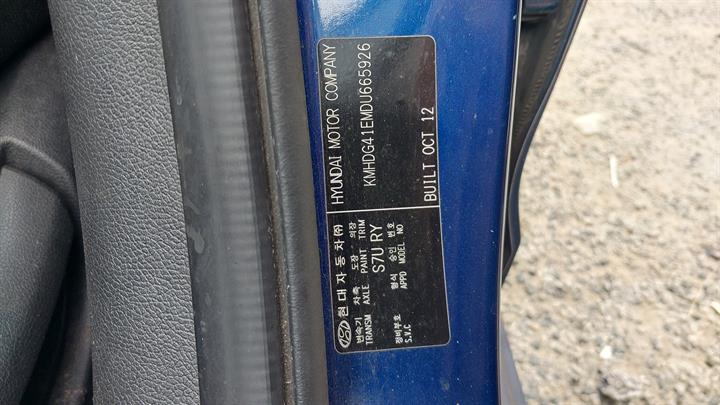 현대자동차(주) HYUNDAI MOTOR COMPANY
변속기 차축 도장 의장
TRANSM AXLE PAINT TRIM
S7U RY KMHDG41EMDU665926
형식 승인 번호
APPD MODEL NO
정비부호
S.V.C BUILT OCT 12